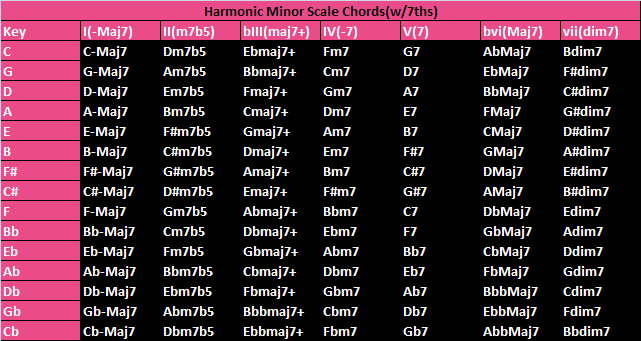 Harmonic Minor Scale Chords(w/7ths)
Key I(-Maj7) II(m7b5) bIII(maj7+) IV(-7) V(7) bvi(Maj7) vii(dim7)
C C-Maj7 Dm7b5 Ebmaj7+ Fm7 G7 AbMaj7 Bdim7
G G-Maj7 Am7b5 Bbmaj7+ Cm7 D7 EbMaj7 F#dim7
D D-Maj7 Em7b5 Fmaj7+ Gm7 A7 BbMaj7 C#dim7
A A-Maj7 Bm7b5 Cmaj7+ Dm7 E7 FMaj7 G#dim7
E E-Maj7 F#m7b5 Gmaj7+ Am7 B7 CMaj7 D#dim7
B B-Maj7 C#m7b5 Dmaj7+ Em7 F#7 GMaj7 A#dim7
F# F#-Maj7 G#m7b5 Amaj7+ Bm7 C#7 DMaj7 E#dim7
C# C#-Maj7 D#m7b5 Emaj7+ F#m7 G#7 AMaj7 B#dim7
F F-Maj7 Gm7b5 Abmaj7+ Bbm7 C7 DbMaj7 Edim7
Bb Bb-Maj7 Cm7b5 Dbmaj7+ Ebm7 F7 GbMaj7 Adim7
Eb Eb-Maj7 Fm7b5 Gbmaj7+ Abm7 Bb7 CbMaj7 Ddim7
Ab Ab-Maj7 Bbm7b5 Cbmaj7+ Dbm7 Eb7 FbMaj7 Gdim7
Db Db-Maj7 Ebm7b5 Fbmaj7+ Gbm7 Ab7 BbbMaj7 Cdim7
Gb Gb-Maj7 Abm7b5 Bbbmaj7+ Cbm7 Db7 EbbMaj7 Fdim7
Cb Cb-Maj7 Dbm7b5 Ebbmaj7+ Fbm7 Gb7 AbbMaj7 Bbdim7